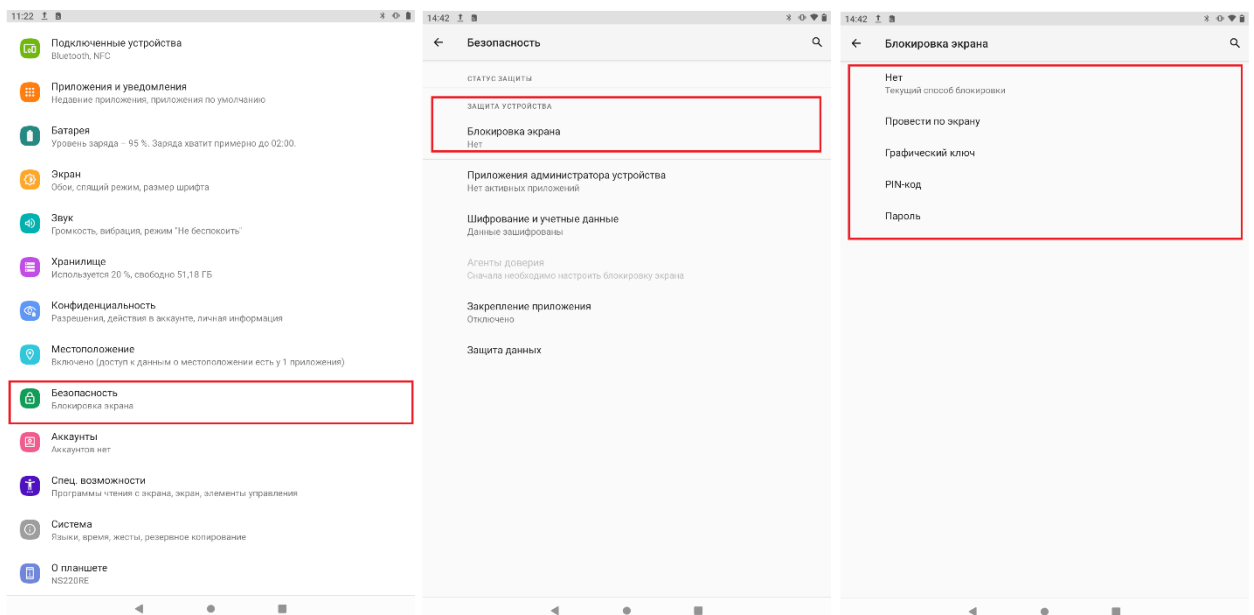 11:22
Подключенные устройства
Bluetooth, NFC
Приложения и уведомления
Недавние приложения, приложения по умолчанию
Батарея
Уровень заряда – 95 %. Заряда хватит примерно до 02:00.
Экран
Обои, спящий режим, размер шрифта
Звук
Громкость, вибрация, режим "Не беспокоить"
Хранилище
Используется 20 %, свободно 51,18 ГБ
Конфиденциальность
Разрешения, действия в аккаунте, личная информация
Местоположение
Включено (доступ к данным о местоположении есть у 1 приложения)
Безопасность
Блокировка экрана
Аккаунты
Аккаунтов нет
Спец. возможности
Программы чтения с экрана, экран, элементы управления
Система
Языки, время, жесты, резервное копирование
О планшете
NS220RE
14:42
Безопасность
СТАТУС ЗАЩИТЫ
ЗАЩИТА УСТРОЙСТВА
Блокировка экрана
Нет
Приложения администратора устройства
Нет активных приложений
Шифрование и учетные данные
Данные зашифрованы
Агенты доверия
Сначала необходимо настроить блокировку экрана
Закрепление приложения
Отключено
Защита данных
14:42
Блокировка экрана
Нет
Текущий способ блокировки
Провести по экрану
Графический ключ
PIN-код
Пароль